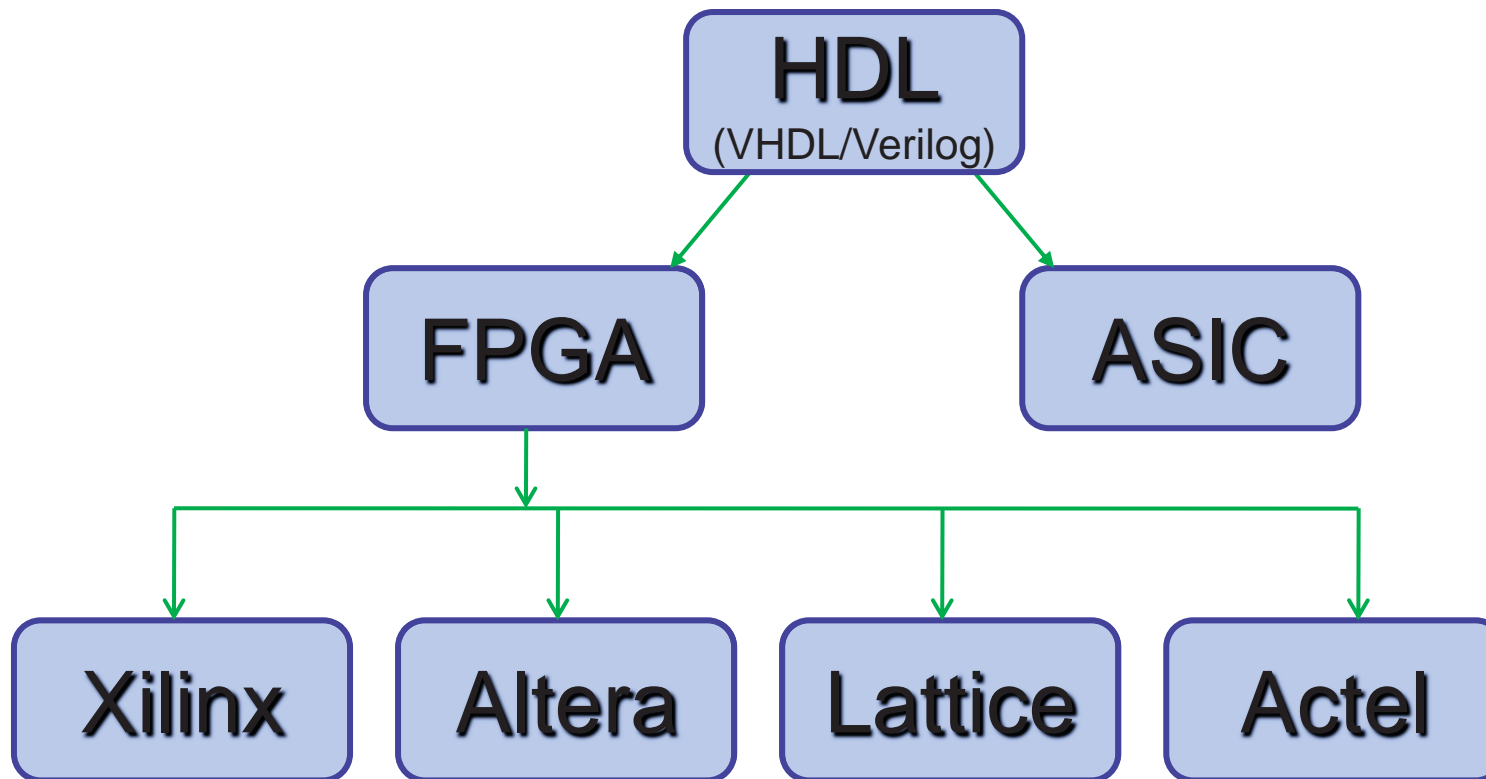 HDL
(VHDL/Verilog)
FPGA
ASIC
Xilinx
Altera
Lattice
Actel